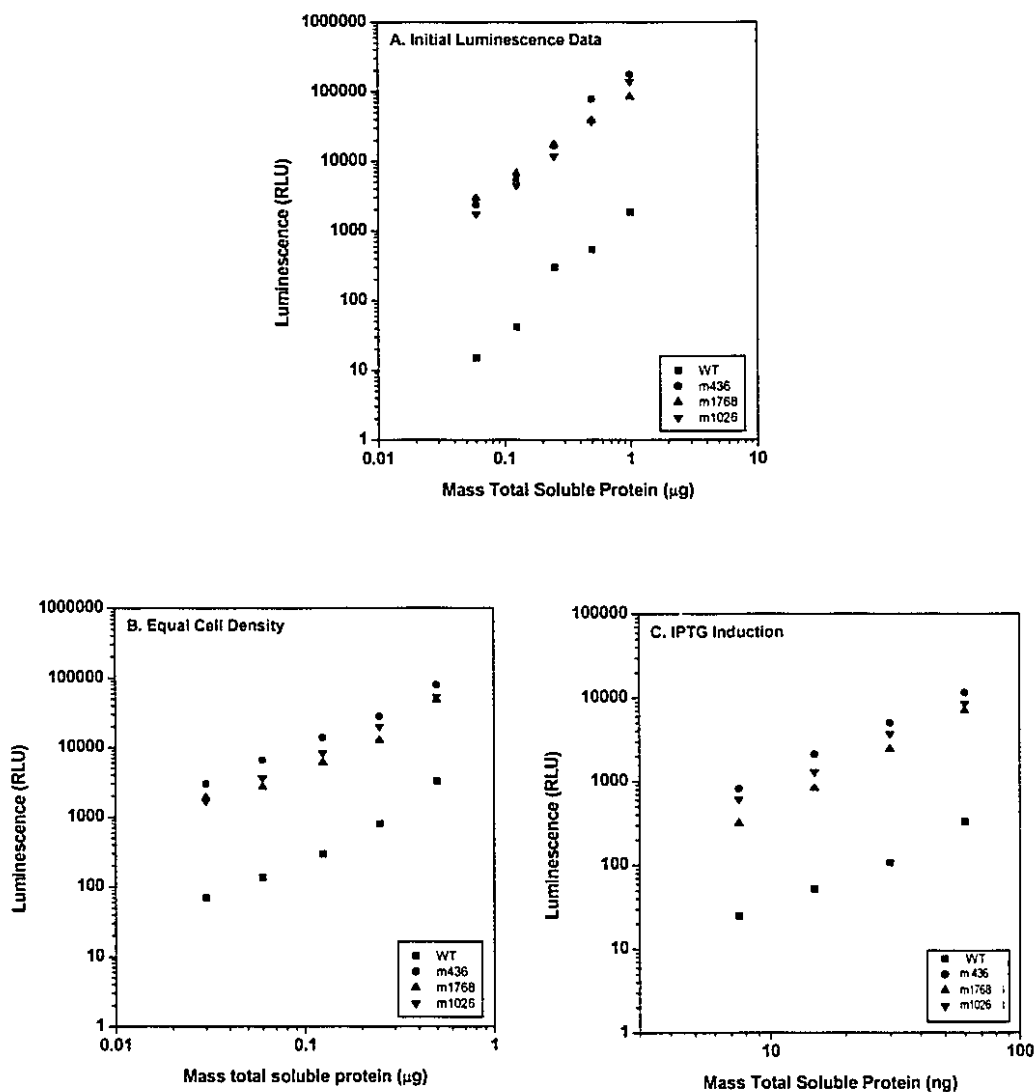 A. Initial Luminescence Data
Luminescence (RLU)
1000000
100000
10000
1000
100
10
1
0.01
0.1
1
10
Mass Total Soluble Protein (μg)
WT
m436
m1768
m1026
B. Equal Cell Density
Luminescence (RLU)
1000000
100000
10000
1000
100
10
1
0.01
0.1
1
Mass total soluble protein (μg)
WT
m436
m1768
m1026
C. IPTG Induction
Luminescence (RLU)
100000
10000
1000
100
10
1
10
100
Mass Total Soluble Protein (ng)
WT
m436
m1768
m1026